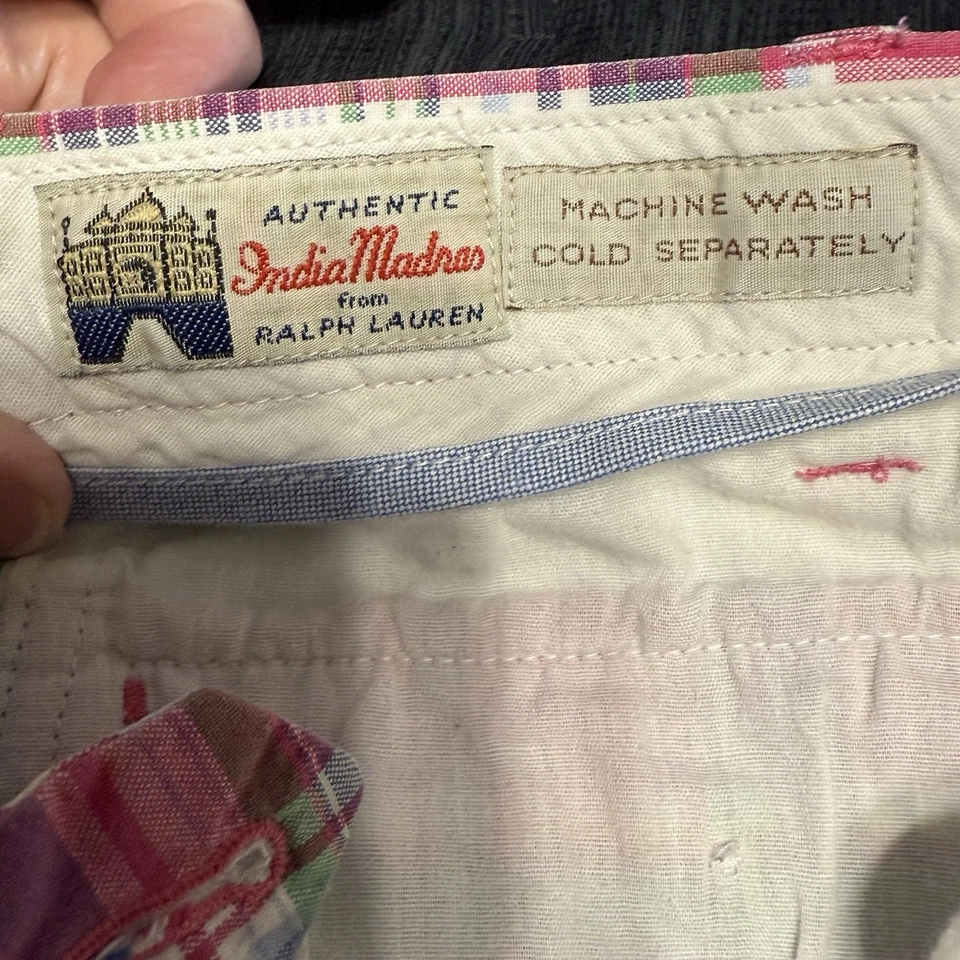 AUTHENTIC
India Madras
from
RALPH LAUREN
MACHINE WASH
COLD SEPARATELY